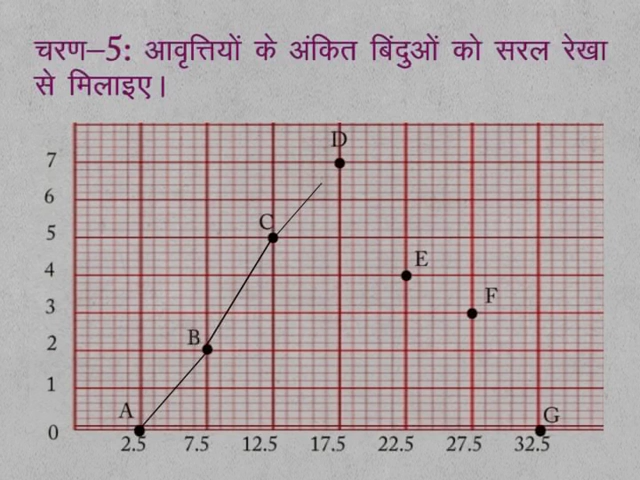 चरण–5: आवृत्तियों के अंकित बिंदुओं को सरल रेखा
से मिलाइए।
D
7
6
C
5
E
4
F
3
B
2
1
A
G
0
2.5 7.5 12.5 17.5 22.5 27.5 32.5